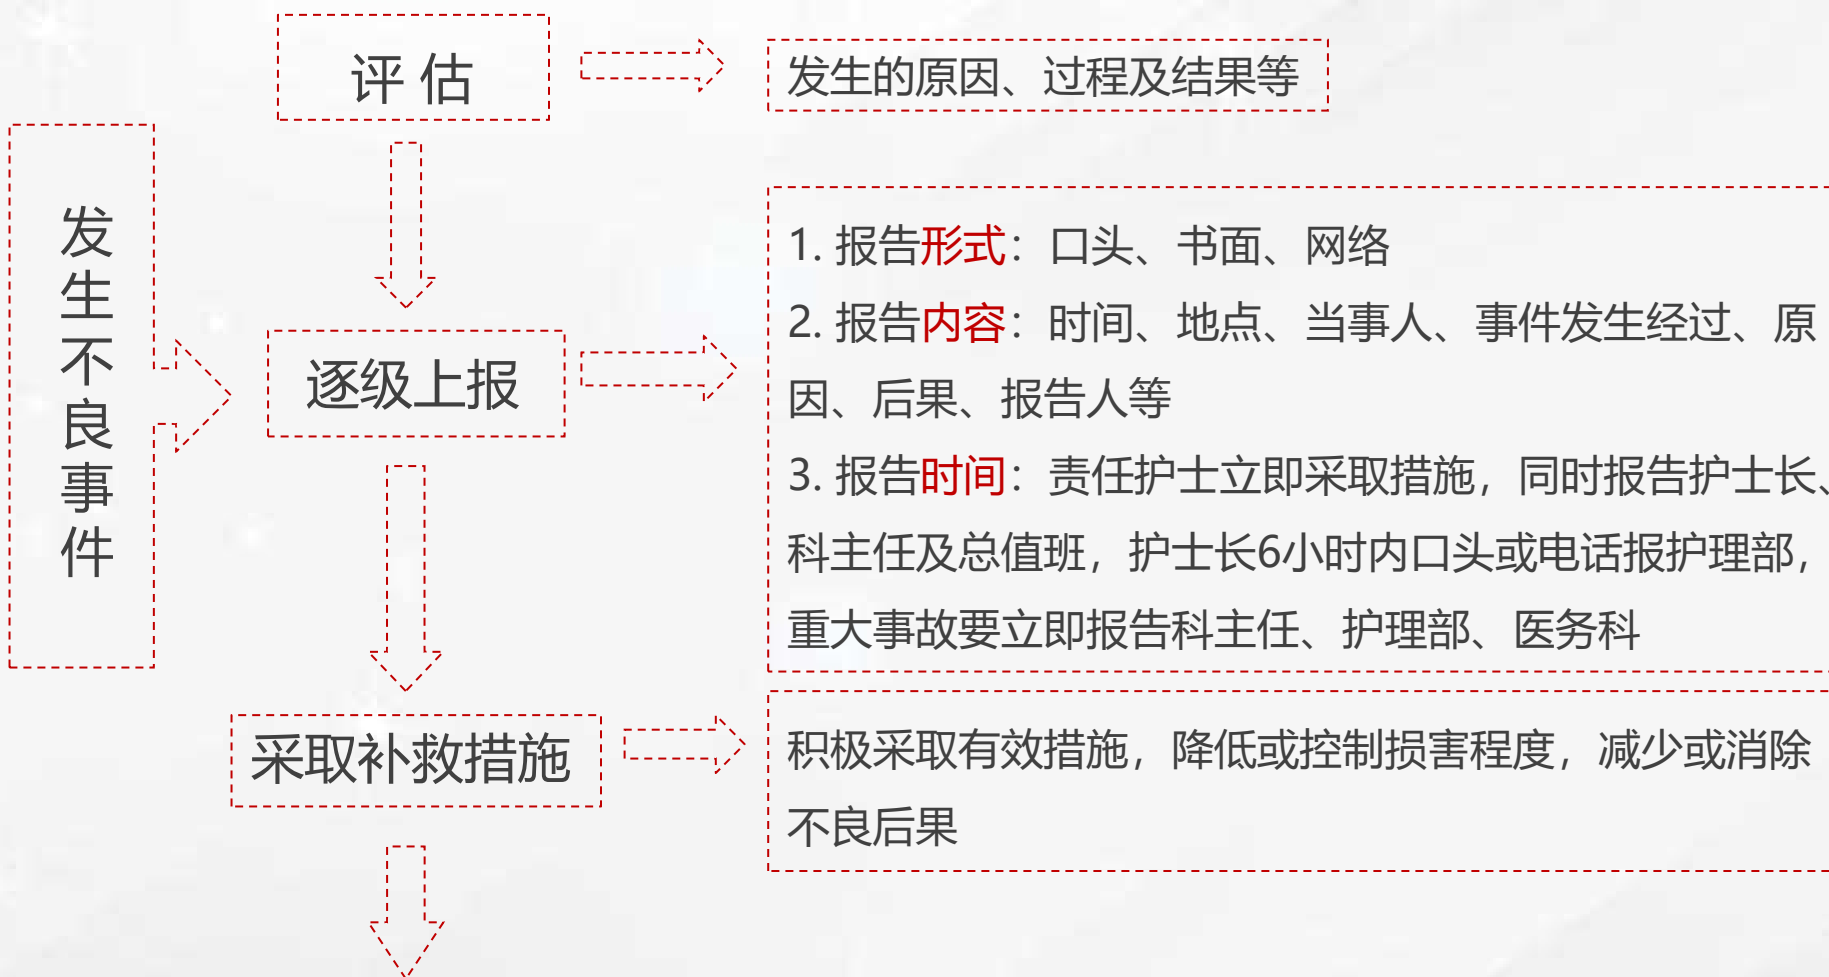 评 估
发生的原因、过程及结果等
发生不良事件
逐级上报
1. 报告形式：口头、书面、网络
2. 报告内容：时间、地点、当事人、事件发生经过、原
因、后果、报告人等
3. 报告时间：责任护士立即采取措施，同时报告护士长、
科主任及总值班，护士长6小时内口头或电话报护理部，
重大事故要立即报告科主任、护理部、医务科
采取补救措施
积极采取有效措施，降低或控制损害程度，减少或消除
不良后果